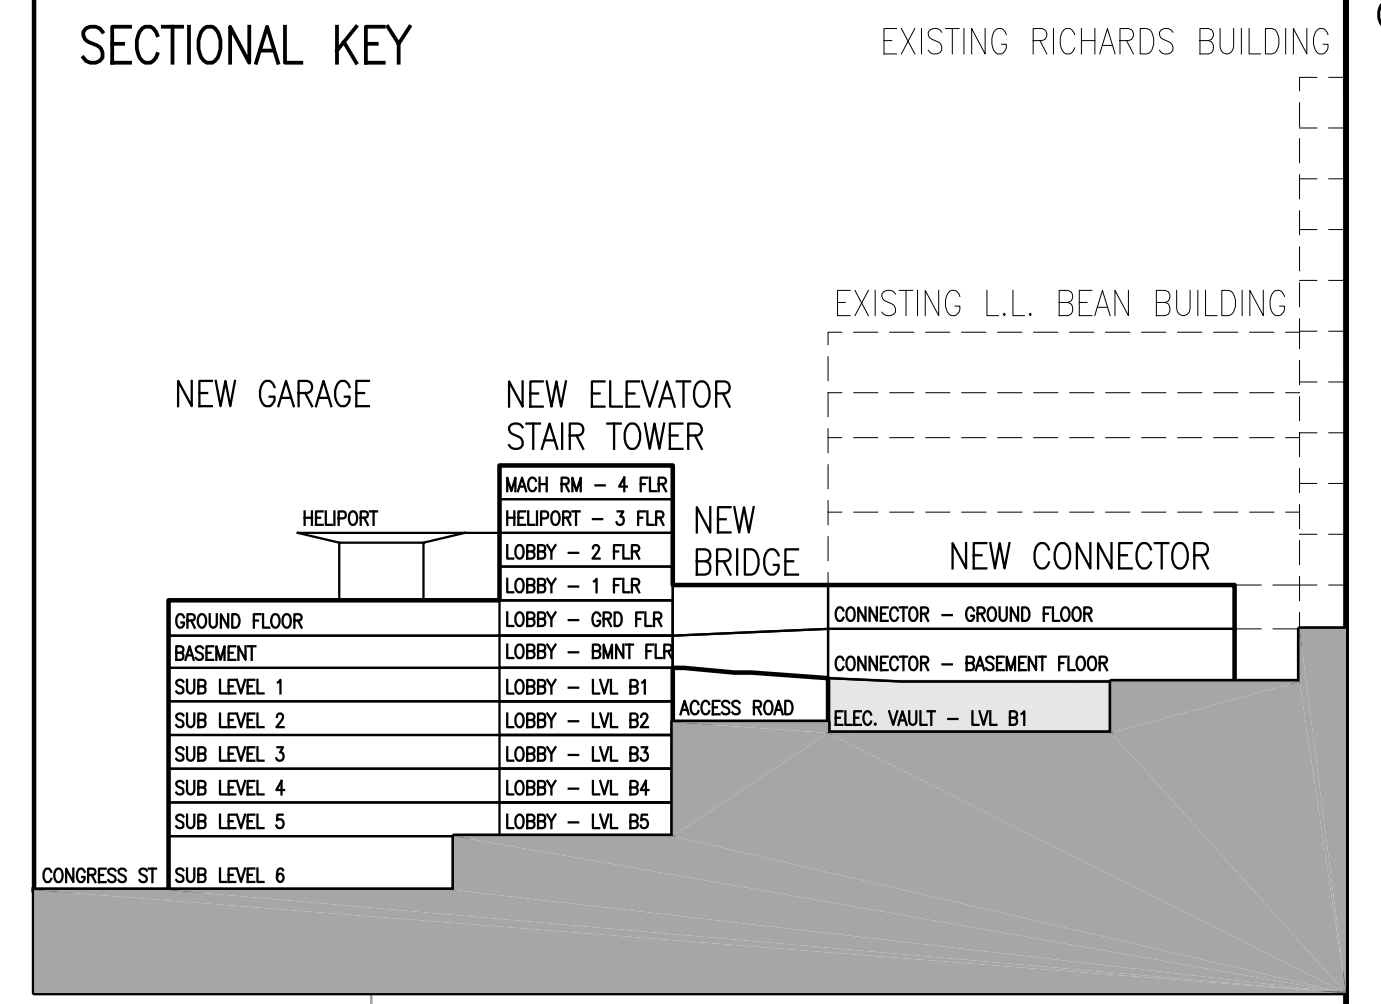 SECTIONAL KEY
EXISTING RICHARDS BUILDING
EXISTING L.L. BEAN BUILDING
NEW GARAGE
NEW ELEVATOR
STAIR TOWER
MACH RM – 4 FLR
HELIPORT
HELIPORT – 3 FLR
NEW
BRIDGE
LOBBY – 2 FLR
NEW CONNECTOR
LOBBY – 1 FLR
GROUND FLOOR
LOBBY – GRD FLR
CONNECTOR – GROUND FLOOR
BASEMENT
LOBBY – BMNT FLR
CONNECTOR – BASEMENT FLOOR
SUB LEVEL 1
LOBBY – LVL B1
ACCESS ROAD
SUB LEVEL 2
LOBBY – LVL B2
ELEC. VAULT – LVL B1
SUB LEVEL 3
LOBBY – LVL B3
SUB LEVEL 4
LOBBY – LVL B4
SUB LEVEL 5
LOBBY – LVL B5
CONGRESS ST
SUB LEVEL 6